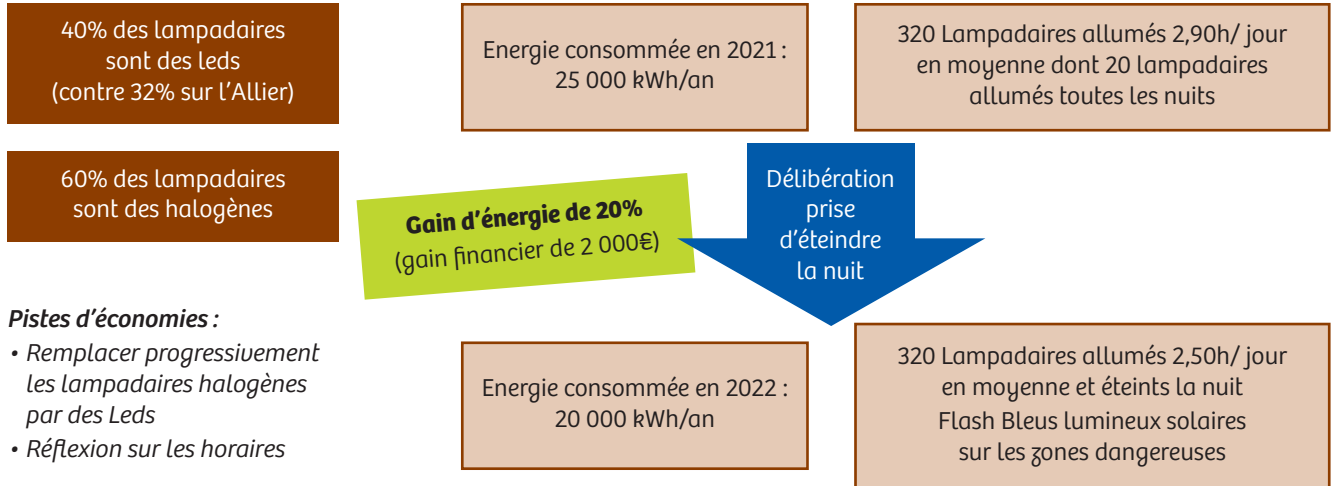 40% des lampadaires
sont des leds
(contre 32% sur l'Allier)
60% des lampadaires
sont des halogènes
Energie consommée en 2021 :
25 000 kWh/an
320 Lampadaires allumés 2,90h/ jour
en moyenne dont 20 lampadaires
allumés toutes les nuits
Gain d'énergie de 20%
(gain financier de 2 000€)
Délibération
prise
d'éteindre
la nuit
Pistes d'économies :
• Remplacer progressivement
les lampadaires halogènes
par des Leds
• Réflexion sur les horaires
Energie consommée en 2022 :
20 000 kWh/an
320 Lampadaires allumés 2,50h/ jour
en moyenne et éteints la nuit
Flash Bleus lumineux solaires
sur les zones dangereuses